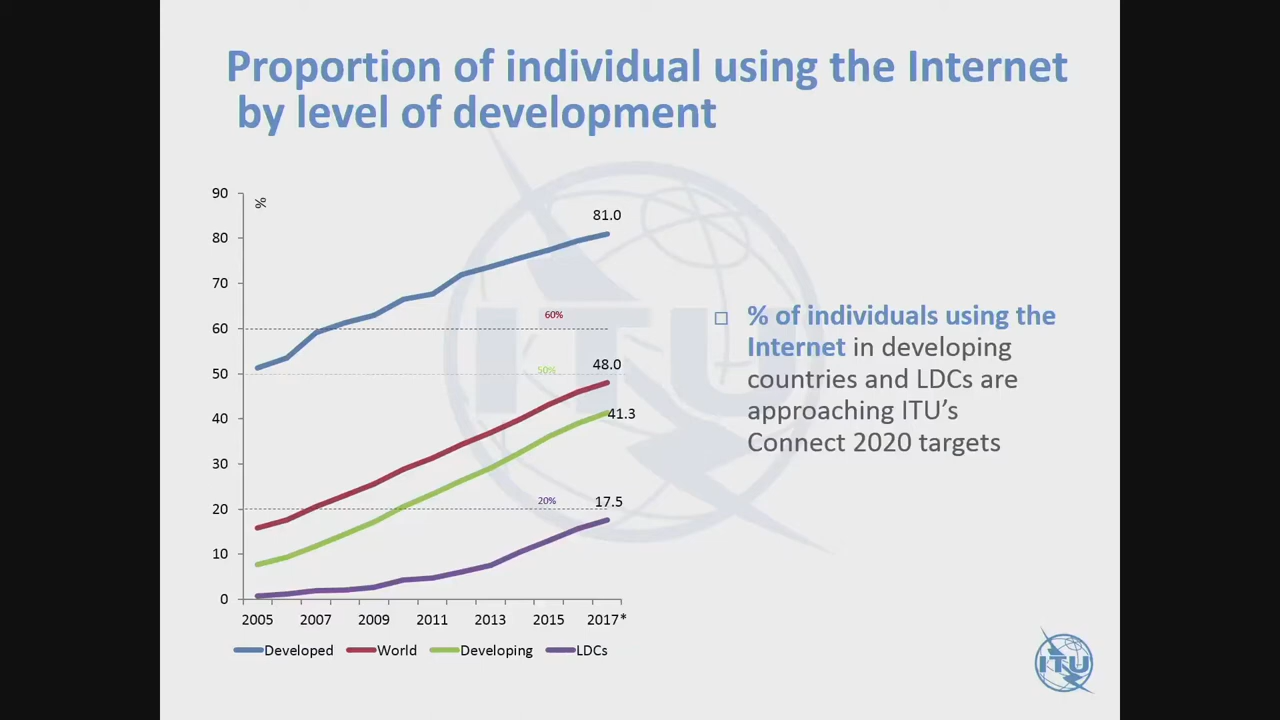 Proportion of individual using the Internet
by level of development
90
80
70
60
50
40
30
20
10
0
%
81.0
60%
50%
48.0
41.3
20%
17.5
2005 2007 2009 2011 2013 2015 2017*
Developed World Developing LDCs
□ % of individuals using the
Internet in developing
countries and LDCs are
approaching ITU’s
Connect 2020 targets
ITU
ITU